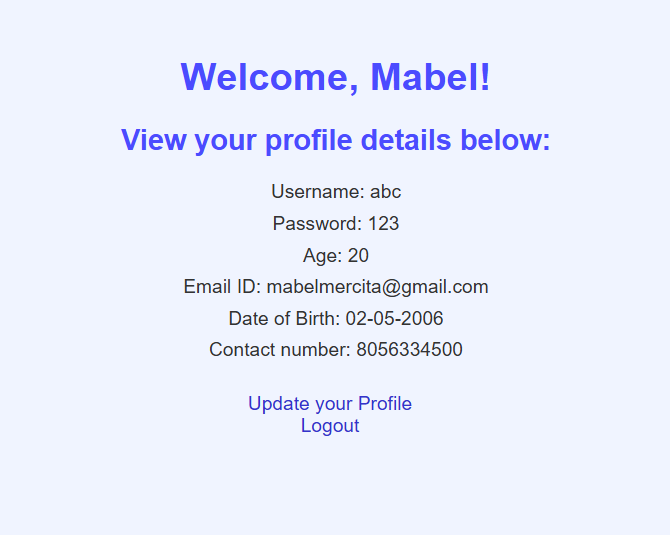 Welcome, Mabel!
View your profile details below:
Username: abc
Password: 123
Age: 20
Email ID: mabelmercita@gmail.com
Date of Birth: 02-05-2006
Contact number: 8056334500
Update your Profile
Logout